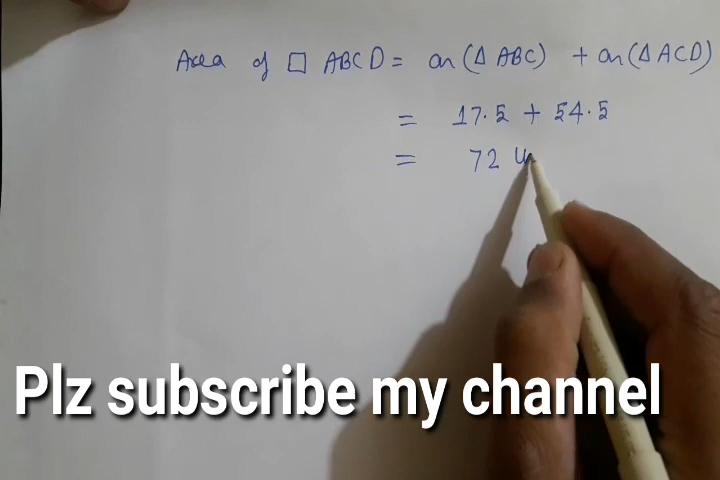 Area of □ ABCD = ar(Δ ABC) + ar(Δ ACD)
= 17.5 + 54.5
= 72 u
Plz subscribe my channel